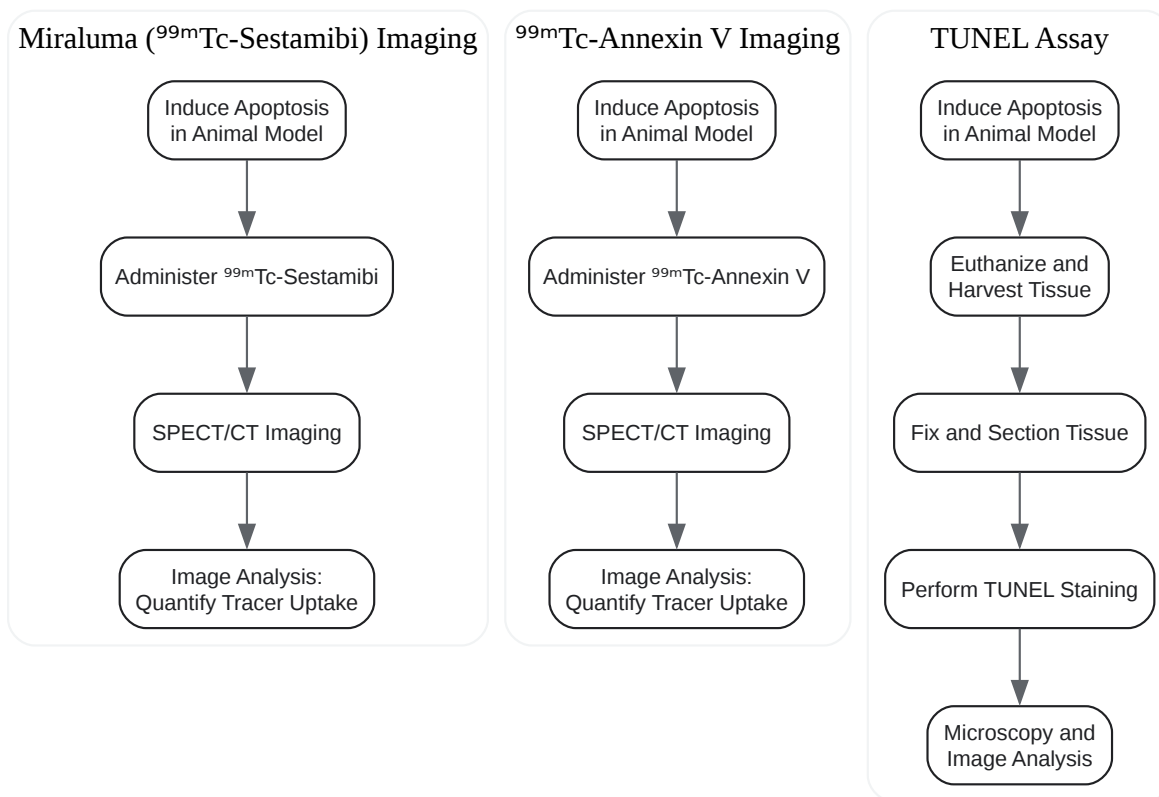 Miraluma (⁹⁹ᵐTc-Sestamibi) Imaging
Induce Apoptosis
in Animal Model
Administer ⁹⁹ᵐTc-Sestamibi
SPECT/CT Imaging
Image Analysis:
Quantify Tracer Uptake
⁹⁹ᵐTc-Annexin V Imaging
Induce Apoptosis
in Animal Model
Administer ⁹⁹ᵐTc-Annexin V
SPECT/CT Imaging
Image Analysis:
Quantify Tracer Uptake
TUNEL Assay
Induce Apoptosis
in Animal Model
Euthanize and
Harvest Tissue
Fix and Section Tissue
Perform TUNEL Staining
Microscopy and
Image Analysis